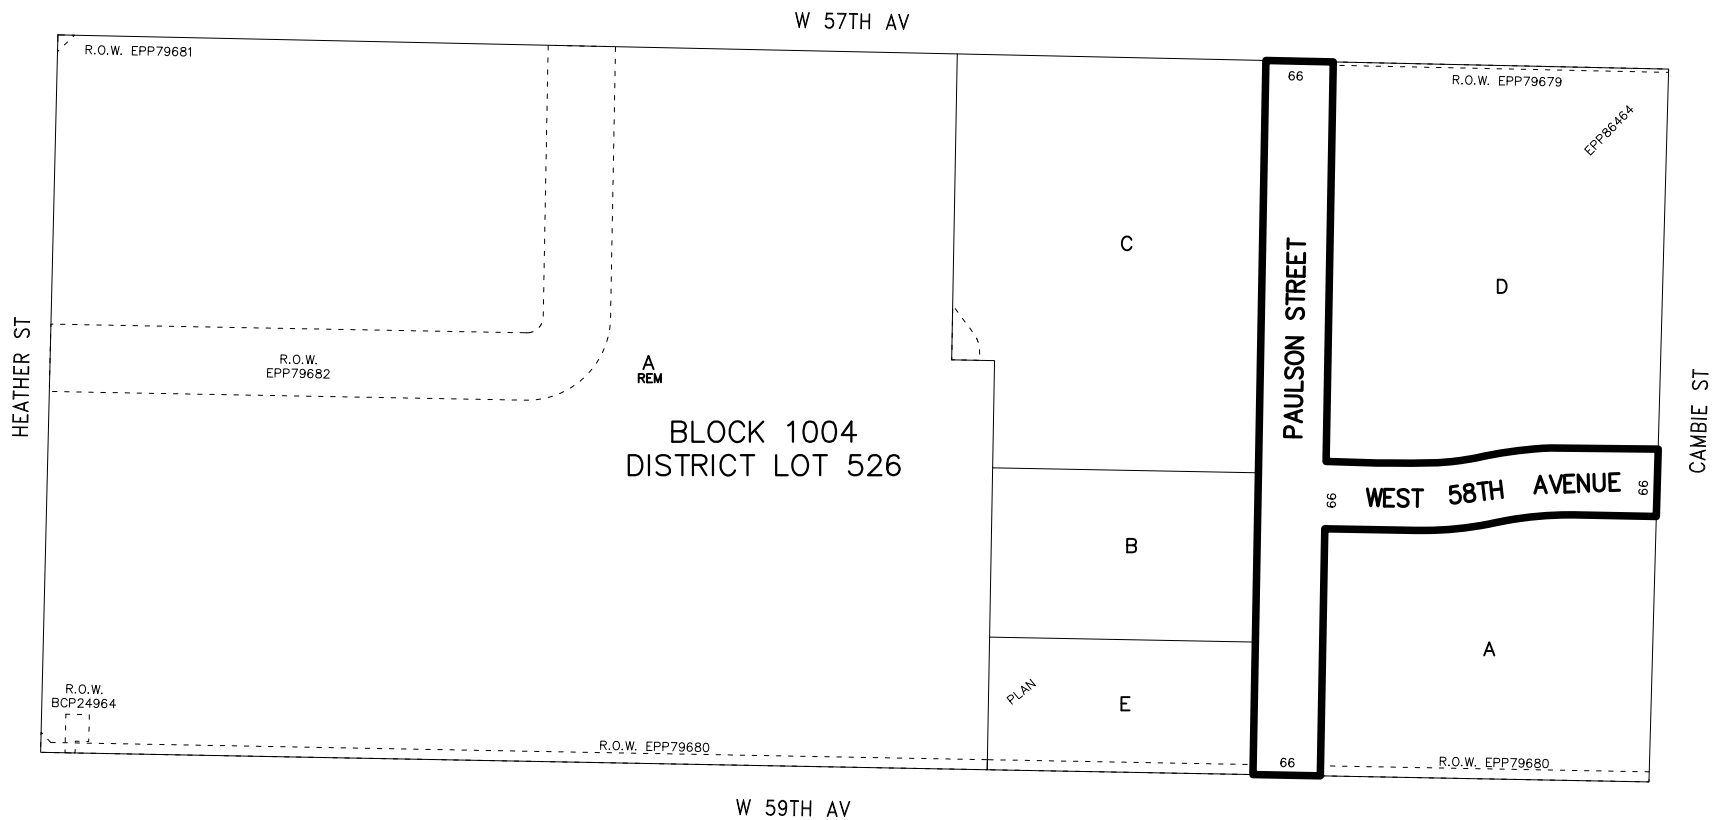 W 57TH AV
R.O.W. EPP79681
66
R.O.W. EPP79679
EPP86464
C
PAULSON STREET
D
HEATHER ST
R.O.W.
EPP79682
A
REM
CAMBIE ST
BLOCK 1004
DISTRICT LOT 526
66
WEST 58TH AVENUE
66
B
A
PLAN
E
R.O.W.
BCP24964
R.O.W. EPP79680
66
R.O.W. EPP79680
W 59TH AV